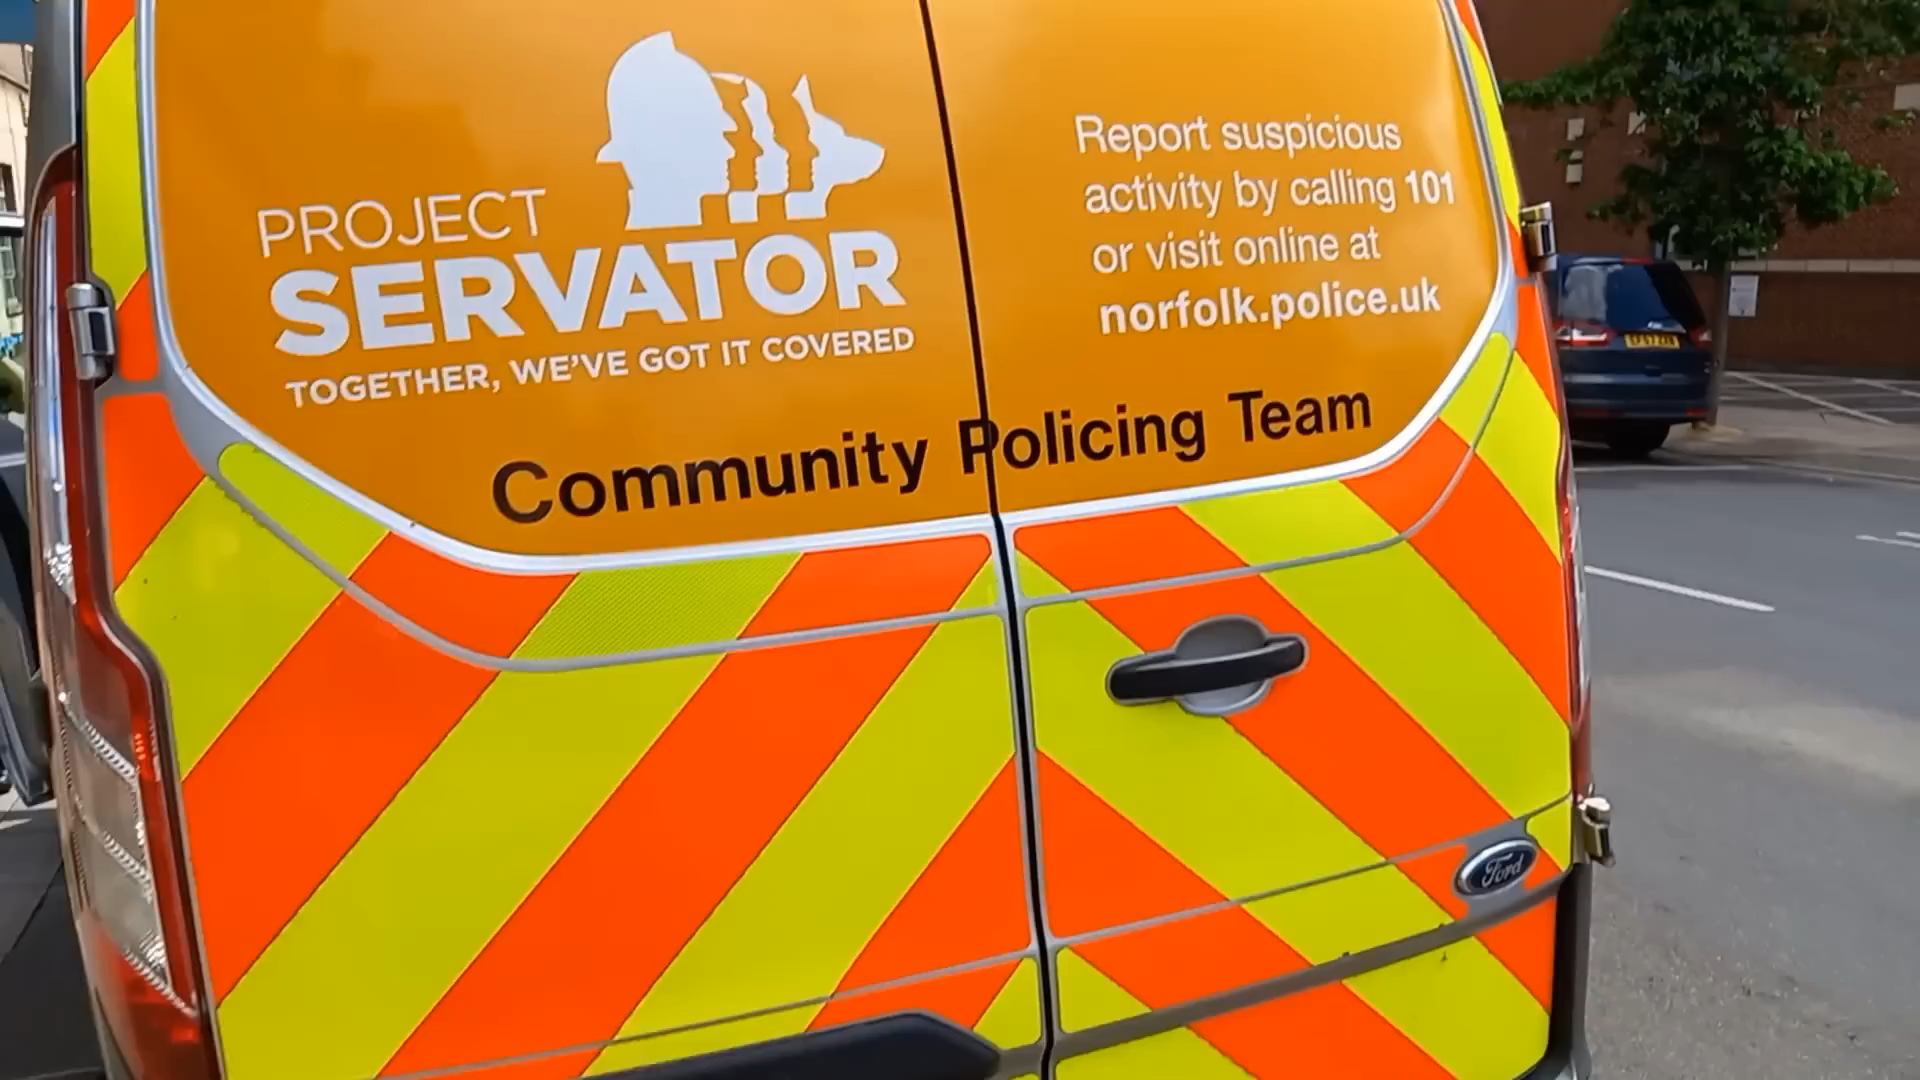 PROJECT
SERVATOR
TOGETHER, WE'VE GOT IT COVERED
Report suspicious
activity by calling 101
or visit online at
norfolk.police.uk
Community Policing Team
Ford